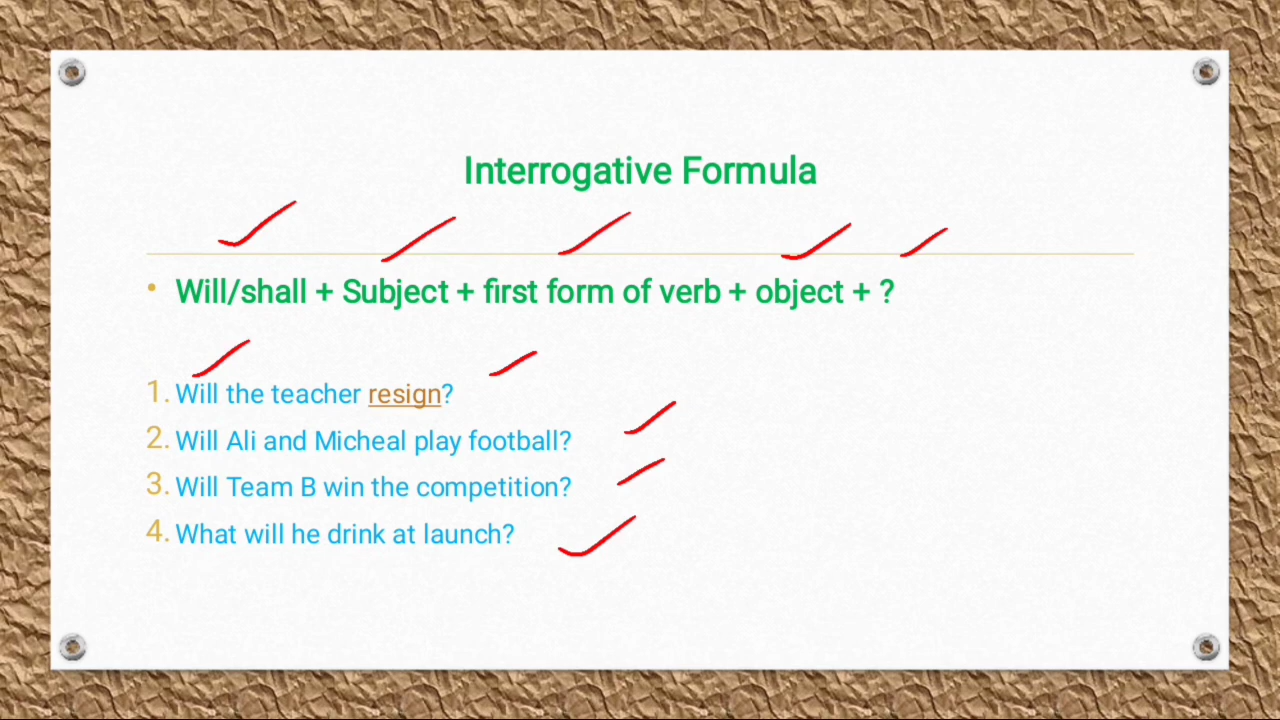 Interrogative Formula
• Will/shall + Subject + first form of verb + object + ?
1. Will the teacher resign?
2. Will Ali and Micheal play football?
3. Will Team B win the competition?
4. What will he drink at launch?